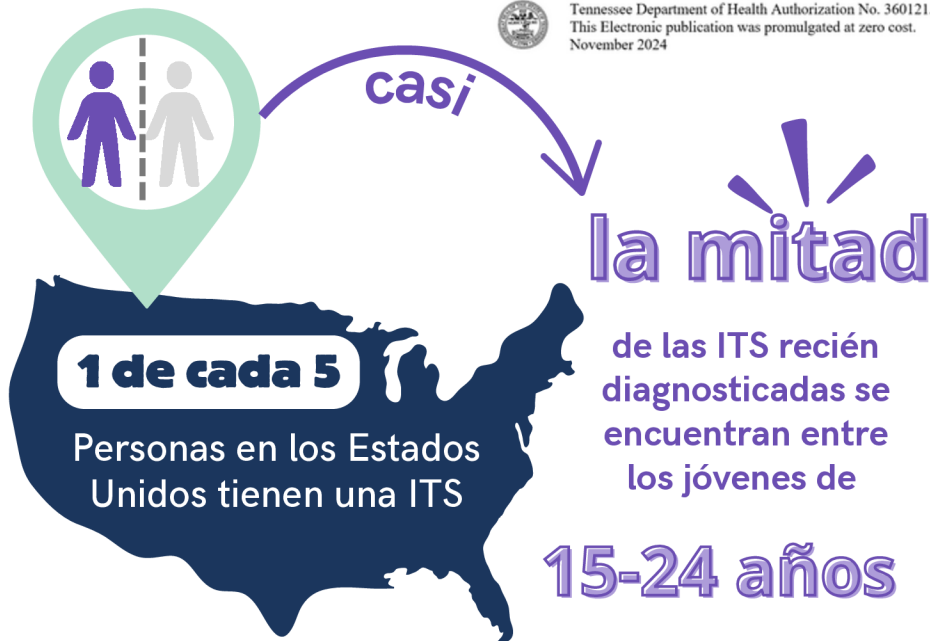 Tennessee Department of Health Authorization No. 360121
This Electronic publication was promulgated at zero cost.
November 2024
casi
la mitad
de las ITS recién
diagnosticadas se
encuentran entre
los jóvenes de
15-24 años
1 de cada 5
Personas en los Estados
Unidos tienen una ITS